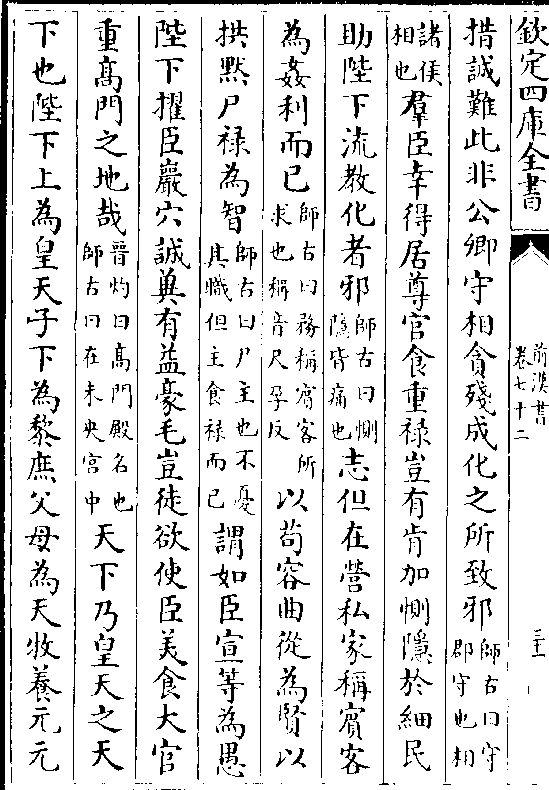 欽定四庫全書
前漢書
卷七十二
三十一
措誠難此非公卿守相貪殘成化之所致邪師古曰守郡守也相
諸侯相也羣臣幸得居尊官食重禄豈有肯加惻隱於細民
助陛下流教化者邪師古曰惻隱皆痛也志但在營私家稱賔客
為姦利而已師古曰務稱賔客所求也稱音尺孕反以苟容曲從為賢以
拱黙尸禄為智師古曰尸主也不憂其職但主食禄而已謂如臣宣等為愚
陛下擢臣巖穴誠兾有益豪毛豈徒欲使臣美食大官
重髙門之地哉晉灼曰髙門殿名也師古曰在未央宫中天下乃皇天之天
下也陛下上為皇天子下為黎庶父母為天牧養元元